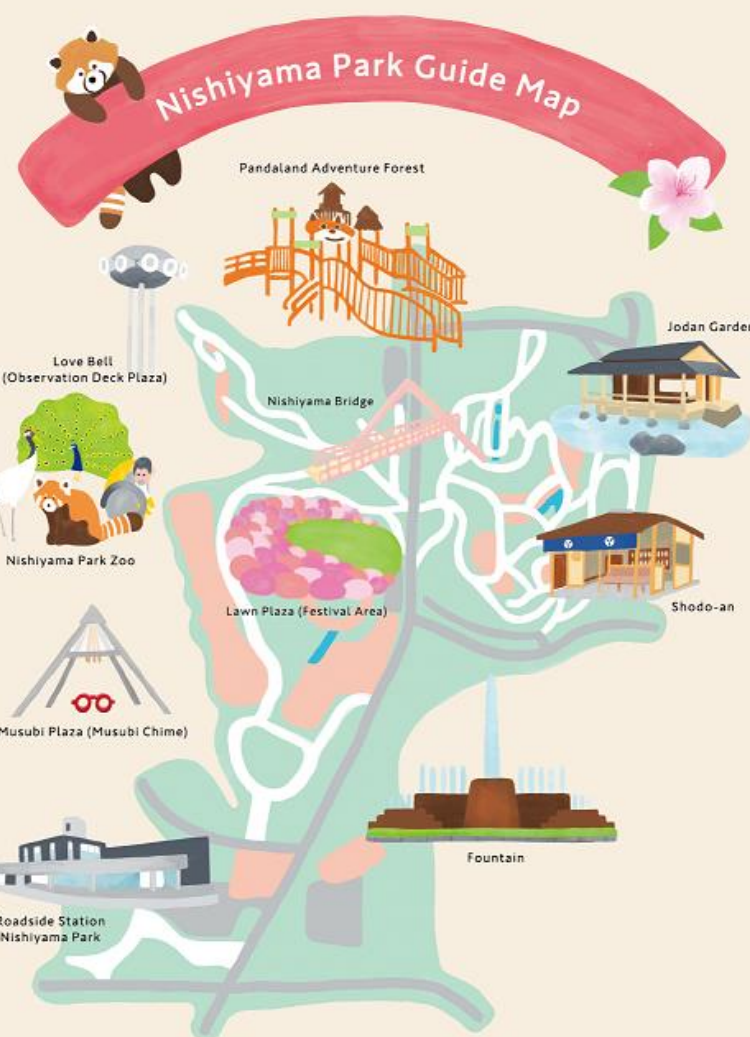 Nishiyama Park Guide Map
Pandaland Adventure Forest
Jodan Garde
Love Bell
(Observation Deck Plaza)
Nishiyama Bridge
Nishiyama Park Zoo
Lawn Plaza (Festival Area)
Shodo-an
Musubi Plaza (Musubi Chime)
Fountain
Roadside Station
Nishiyama Park